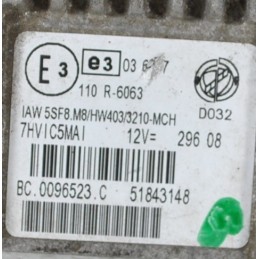 E3 e3 03
110 R-6063
D032
IAW 5SF8.M8/HW403/3210-MCH
7HVIC5MAI 12V= 296 08
BC.0096523.C 51843148